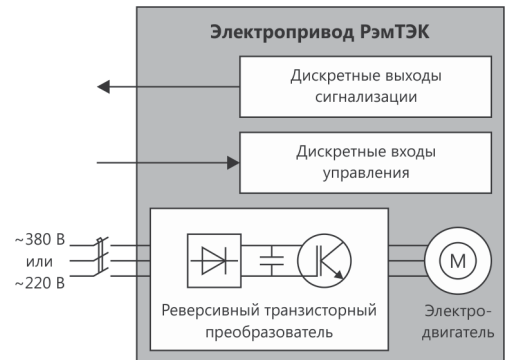 Электропривод РэмТЭК
Дискретные выходы
сигнализации
Дискретные входы
управления
~380 В
или
~220 В
М
Реверсивный транзисторный
преобразователь
Электро-
двигатель